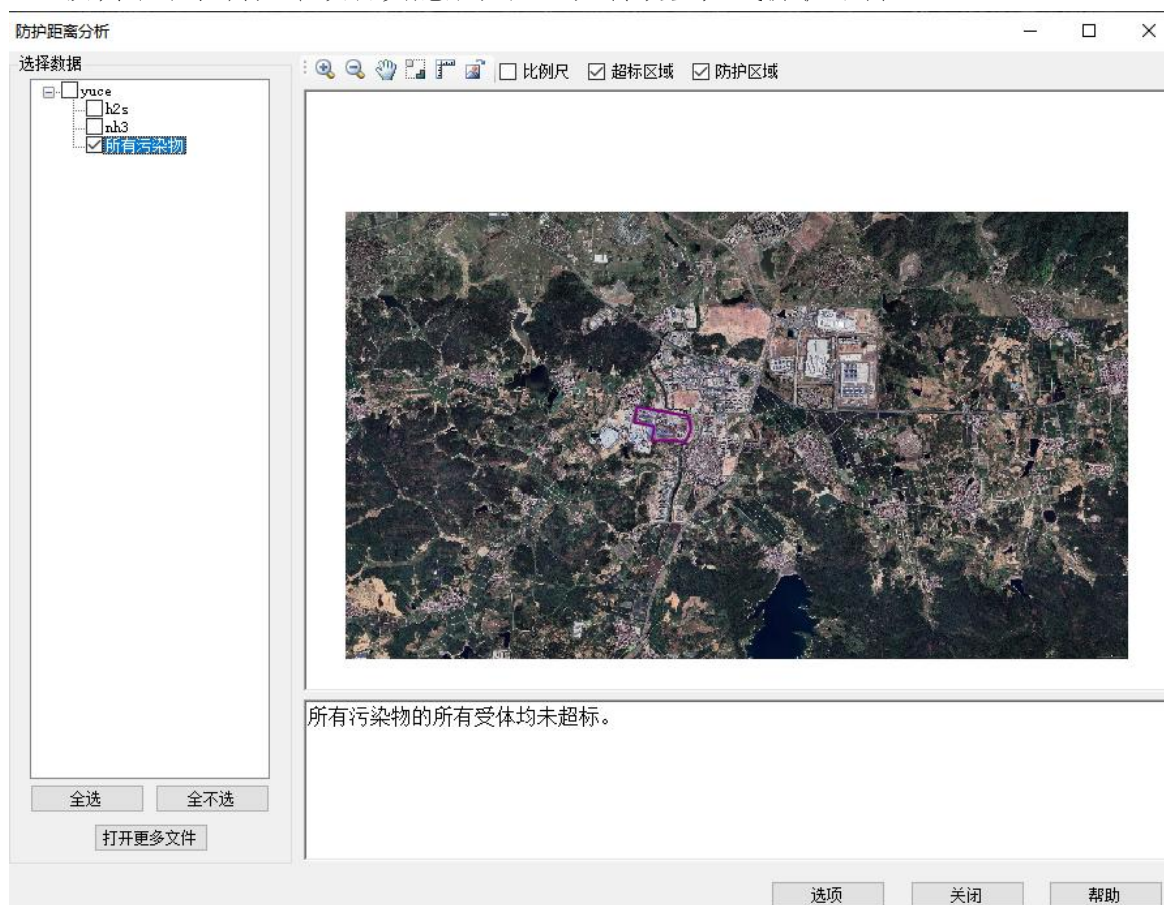 防护距离分析
选择数据
yuce
h2s
nh3
所有污染物
比例尺
超标区域
防护区域
所有污染物的所有受体均未超标。
全选
全不选
打开更多文件
选项
关闭
帮助